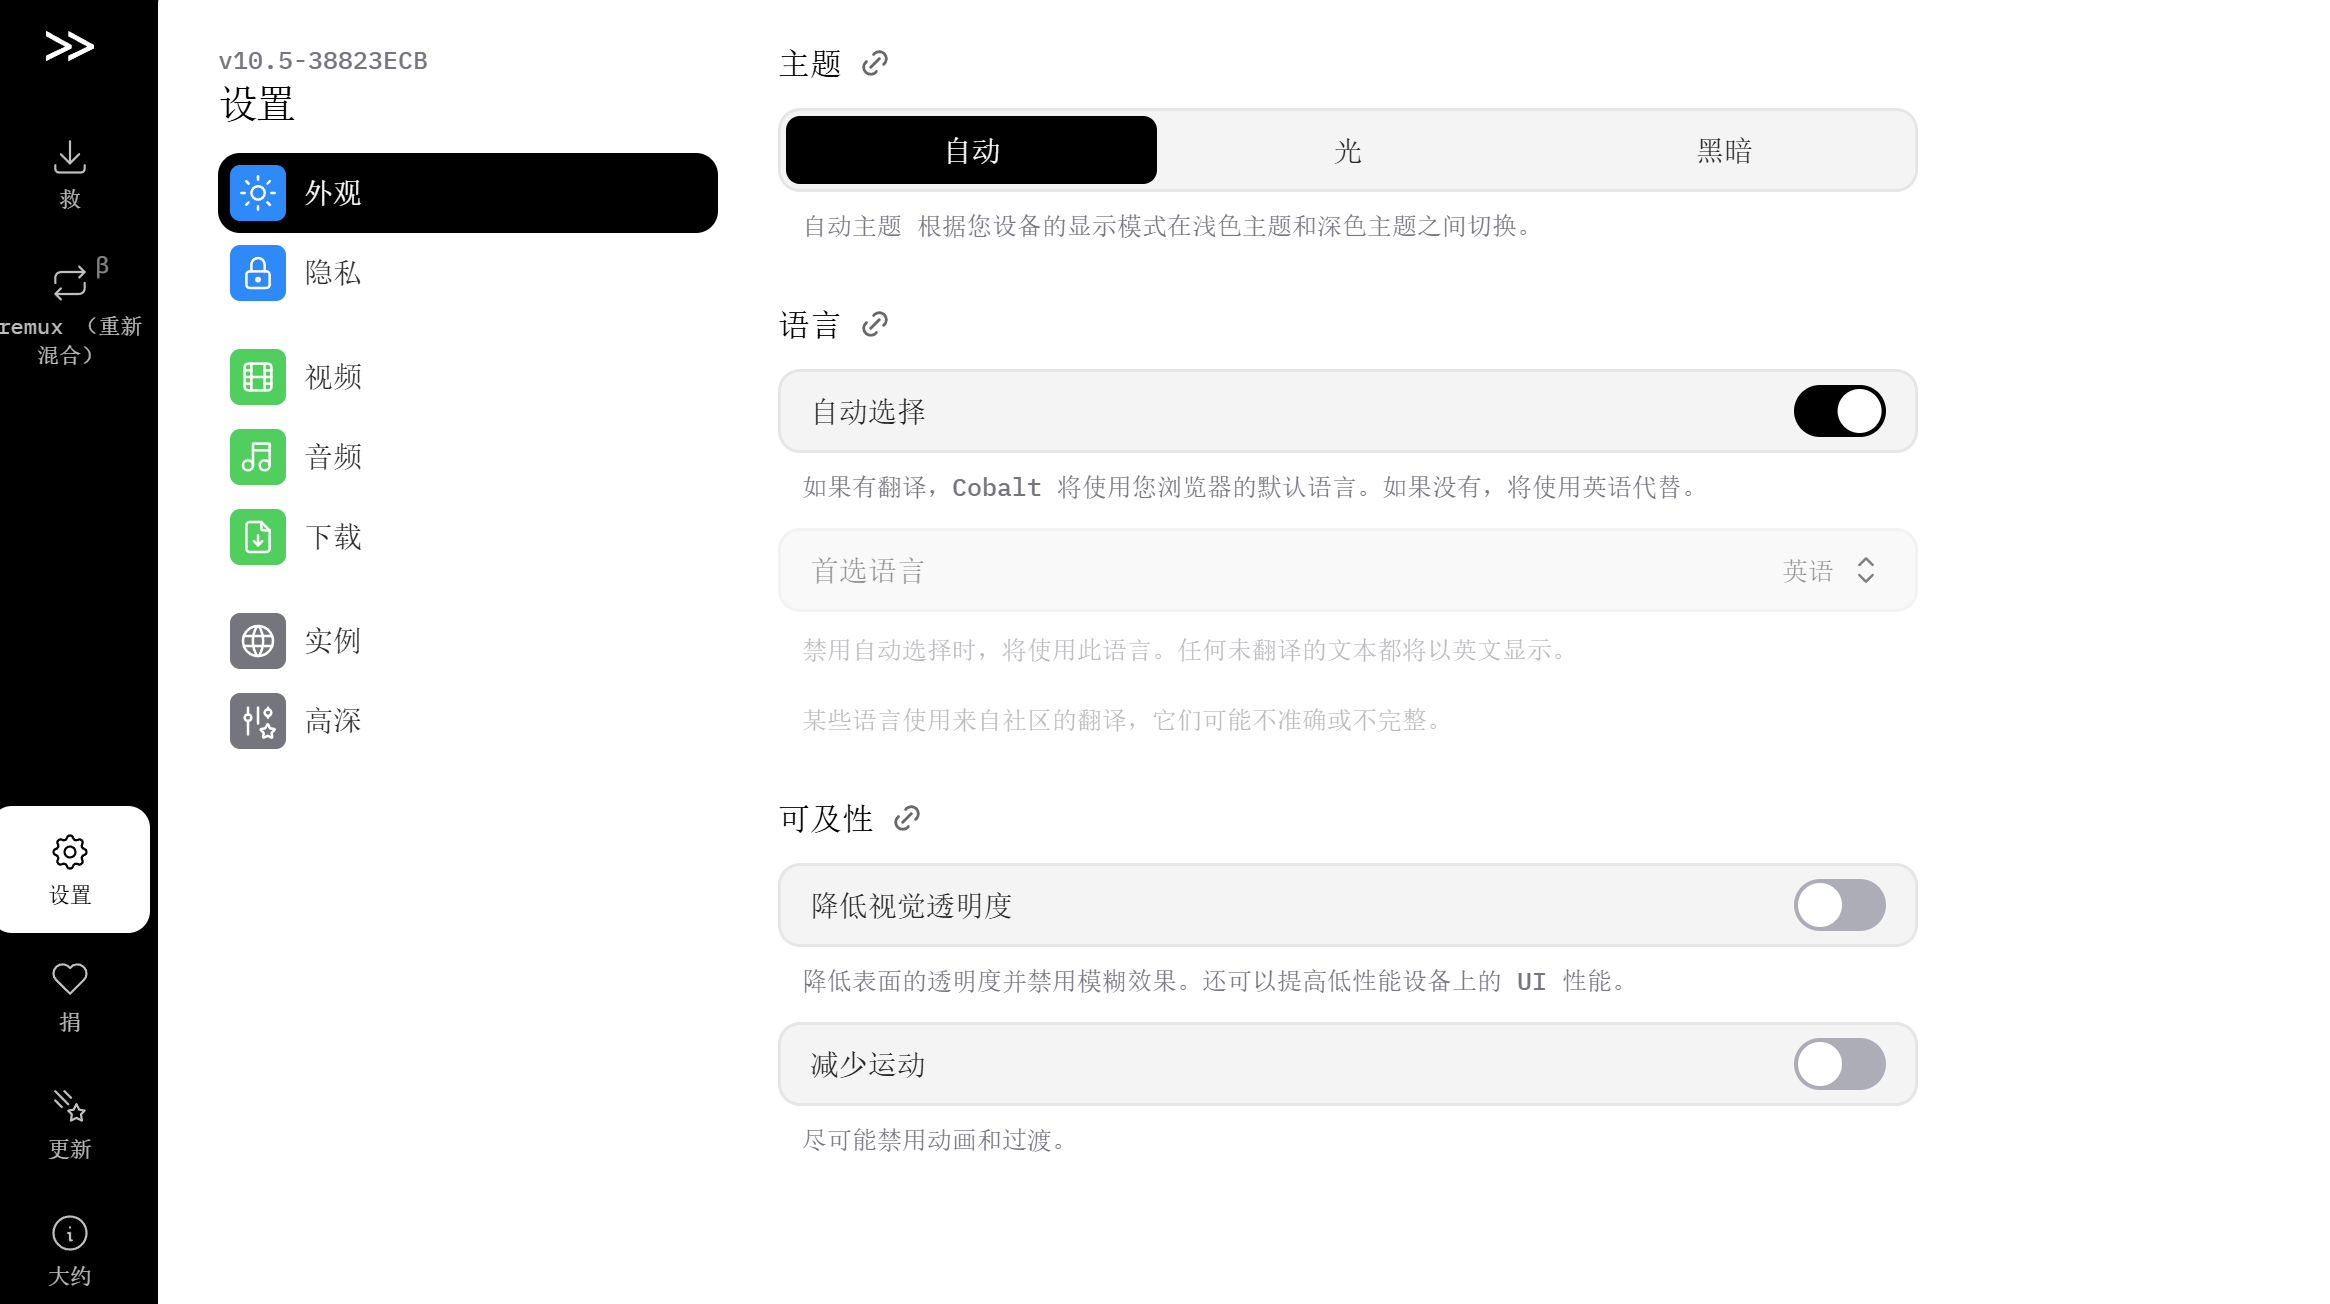 救
β
remux （重新
混合）
设置
捐
更新
大约
v10.5-38823ECB
设置
外观
隐私
视频
音频
下载
实例
高深
主题
自动
光
黑暗
自动主题 根据您设备的显示模式在浅色主题和深色主题之间切换。
语言
自动选择
如果有翻译，Cobalt 将使用您浏览器的默认语言。如果没有，将使用英语代替。
首选语言
英语
禁用自动选择时，将使用此语言。任何未翻译的文本都将以英文显示。
某些语言使用来自社区的翻译，它们可能不准确或不完整。
可及性
降低视觉透明度
降低表面的透明度并禁用模糊效果。还可以提高低性能设备上的 UI 性能。
减少运动
尽可能禁用动画和过渡。